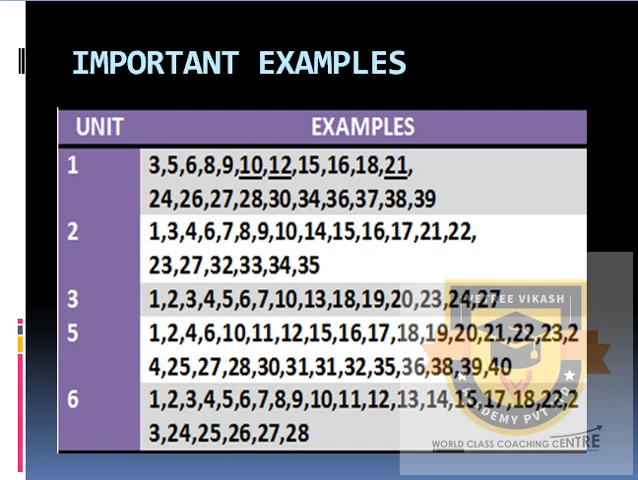 IMPORTANT EXAMPLES
UNIT EXAMPLES
1 3,5,6,8,9,10,12,15,16,18,21,
24,26,27,28,30,34,36,37,38,39
2 1,3,4,6,7,8,9,10,14,15,16,17,21,22,
23,27,32,33,34,35
3 1,2,3,4,5,6,7,10,13,18,19,20,23,24,27
5 1,2,4,6,10,11,12,15,16,17,18,19,20,21,22,23,2
4,25,27,28,30,31,31,32,35,36,38,39,40
6 1,2,3,4,5,6,7,8,9,10,11,12,13,14,15,17,18,22,2
3,24,25,26,27,28
VIKASH
ACADEMY PVT LTD
WORLD CLASS COACHING CENTRE